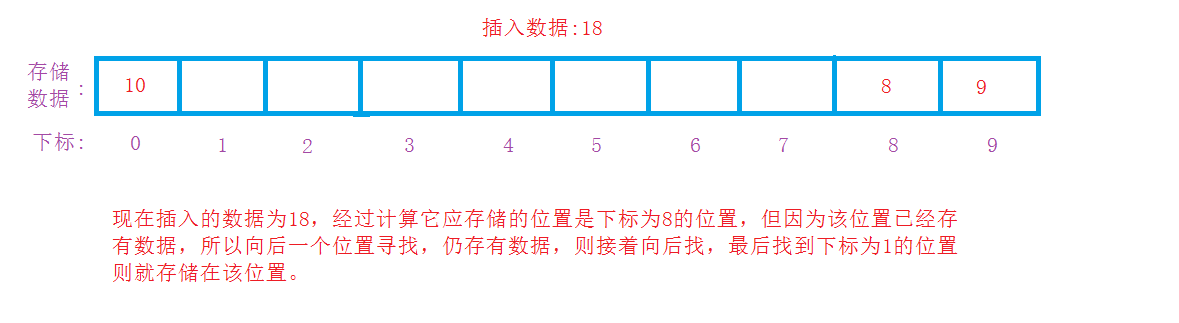 插入数据:18
存储
数据 :
10 8 9
下标: 0 1 2 3 4 5 6 7 8 9
现在插入的数据为18，经过计算它应存储的位置是下标为8的位置，但因为该位置已经存
有数据，所以向后一个位置寻找，仍存有数据，则接着向后找，最后找到下标为1的位置
则就存储在该位置。